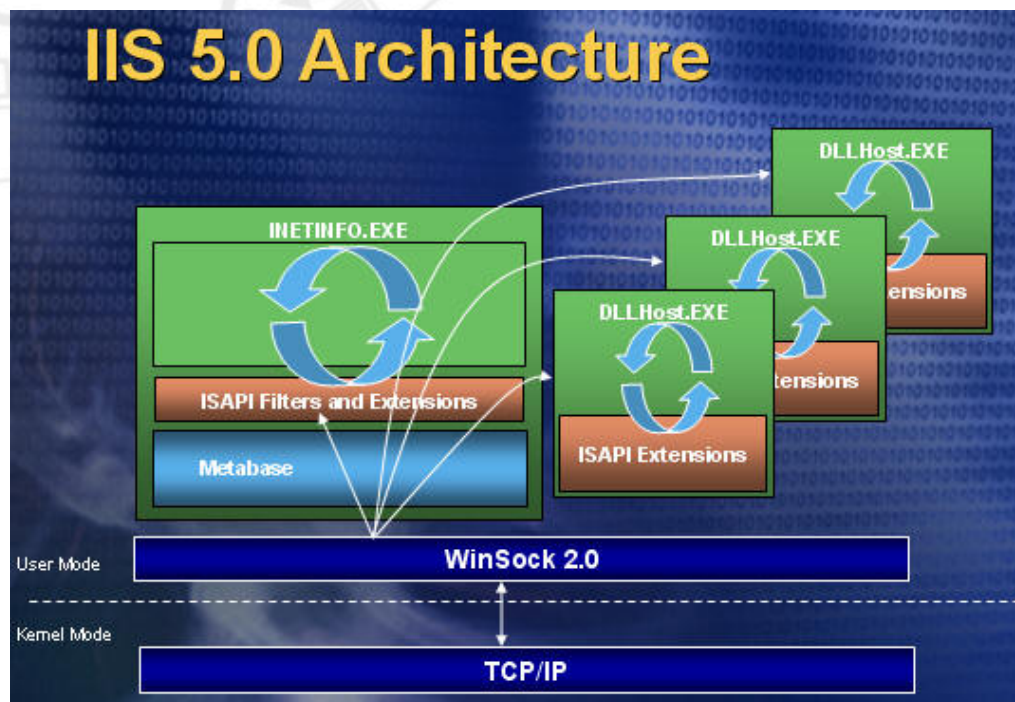 IIS 5.0 Architecture
DLLHost.EXE
INETINFO.EXE
DLLHost.EXE
ensions
DLLHost.EXE
tensions
ISAPI Filters and Extensions
ISAPI Extensions
Metabase
User Mode
WinSock 2.0
Kernel Mode
TCP/IP